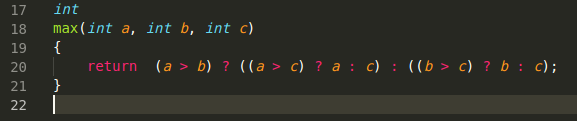 17 int
18 max(int a, int b, int c)
19 {
20     return  (a > b) ? ((a > c) ? a : c) : ((b > c) ? b : c);
21 }
22